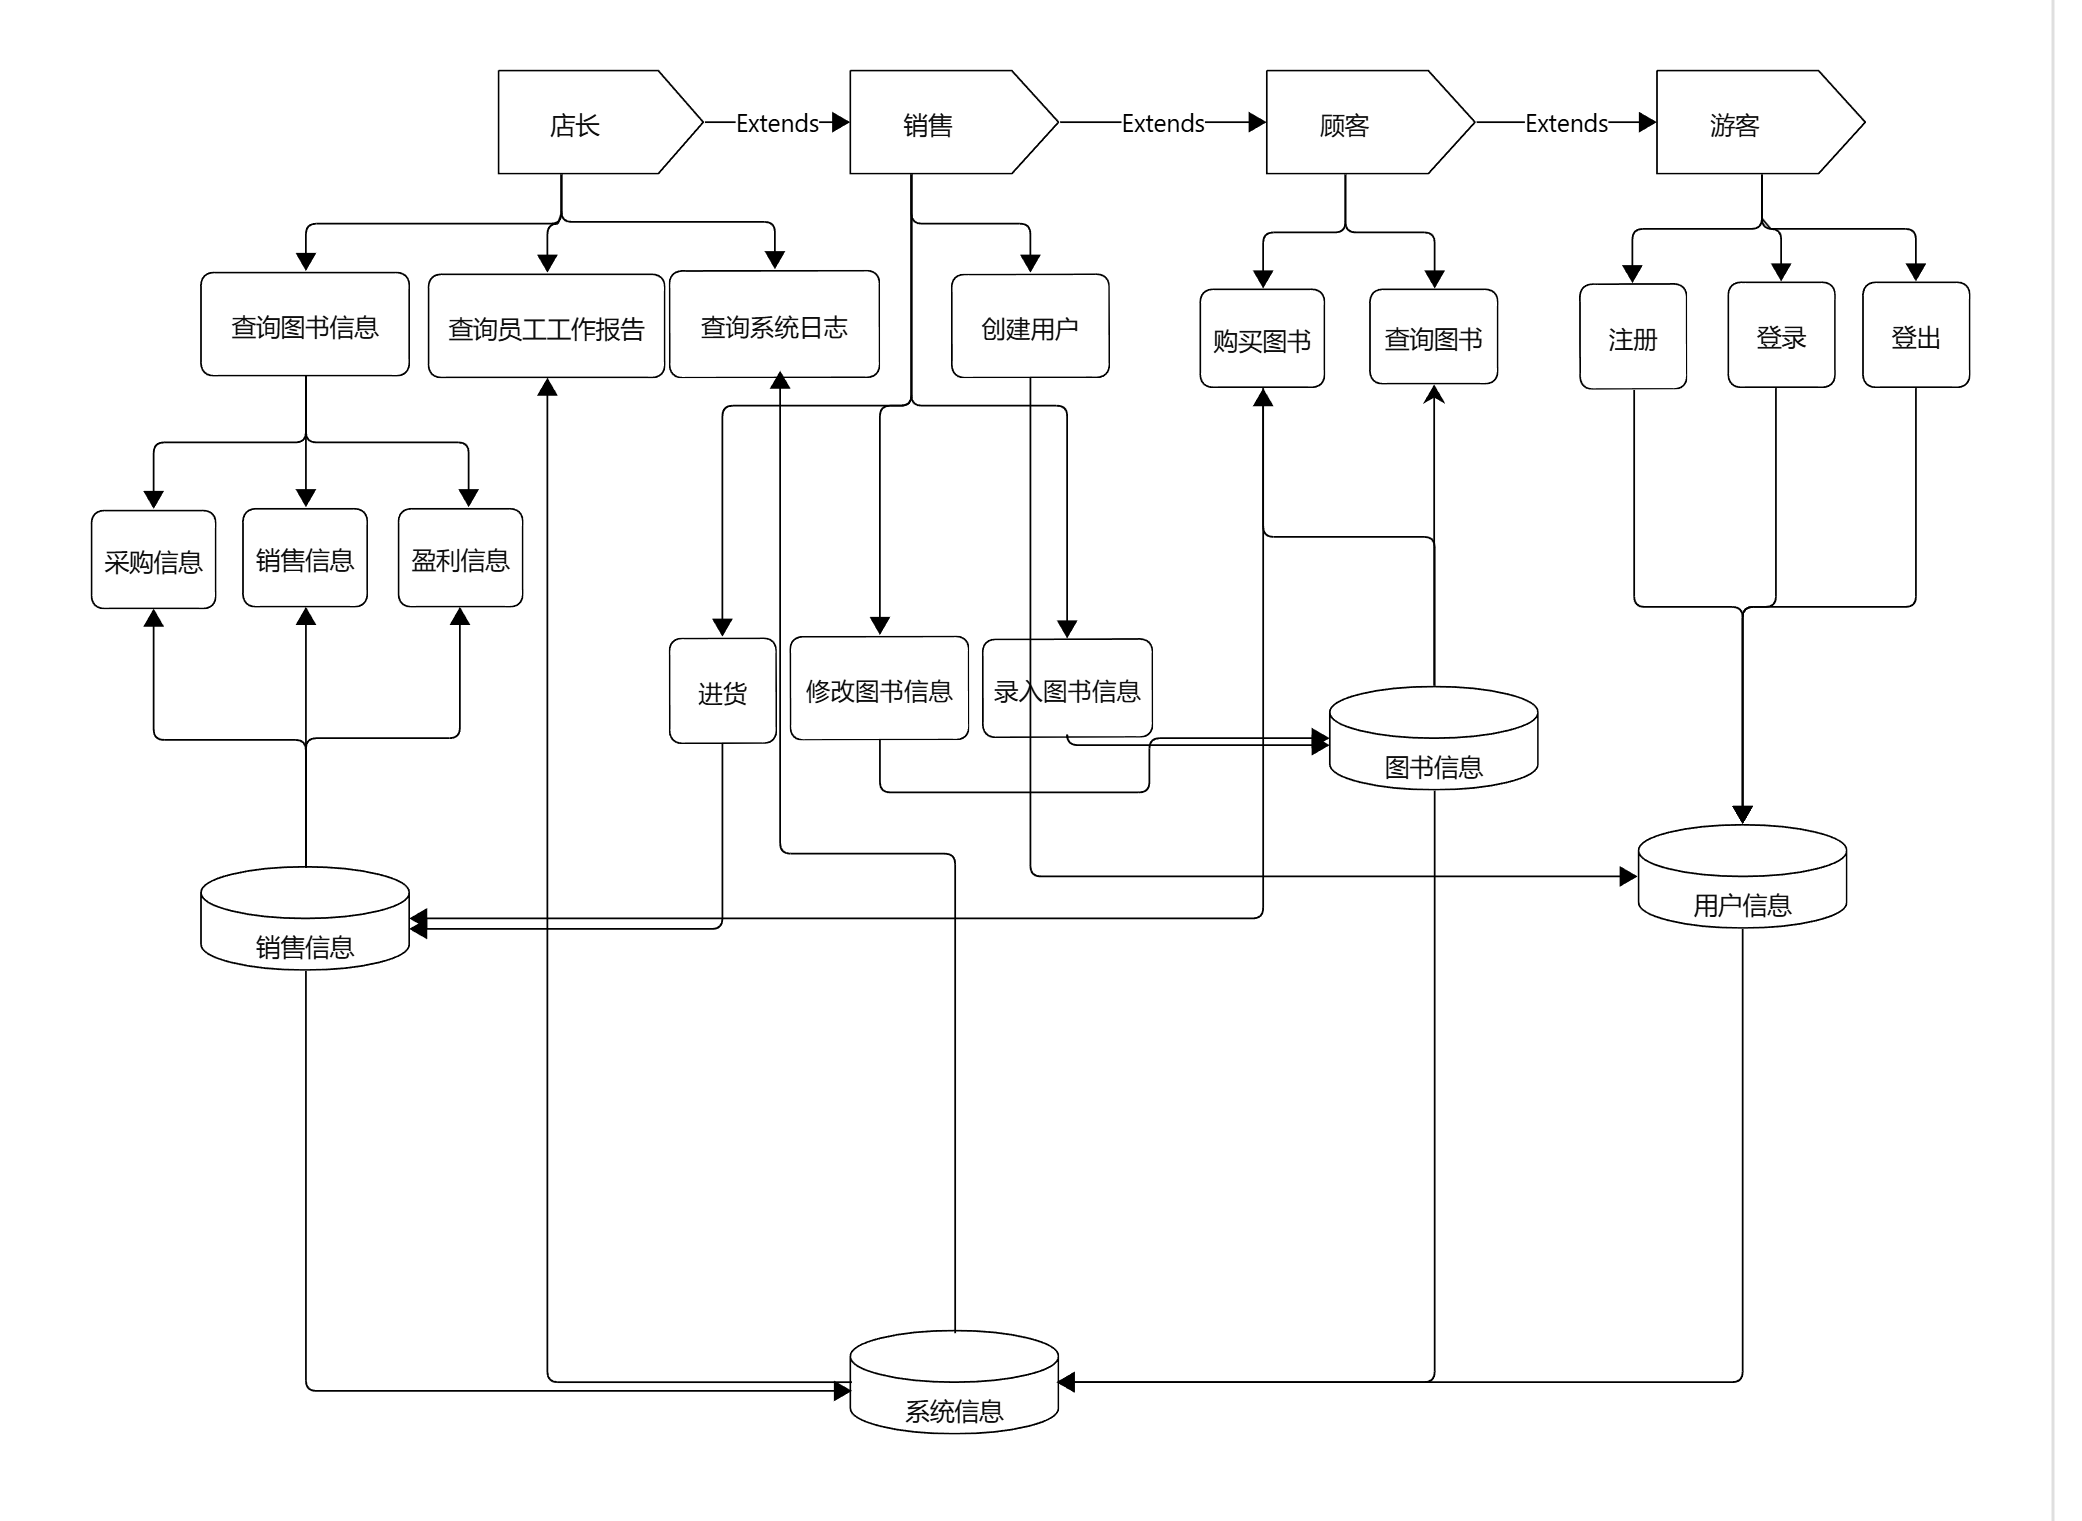 店长
Extends
销售
Extends
顾客
Extends
游客
查询图书信息
查询员工工作报告
查询系统日志
创建用户
购买图书
查询图书
注册
登录
登出
采购信息
销售信息
盈利信息
进货
修改图书信息
录入图书信息
图书信息
用户信息
销售信息
系统信息